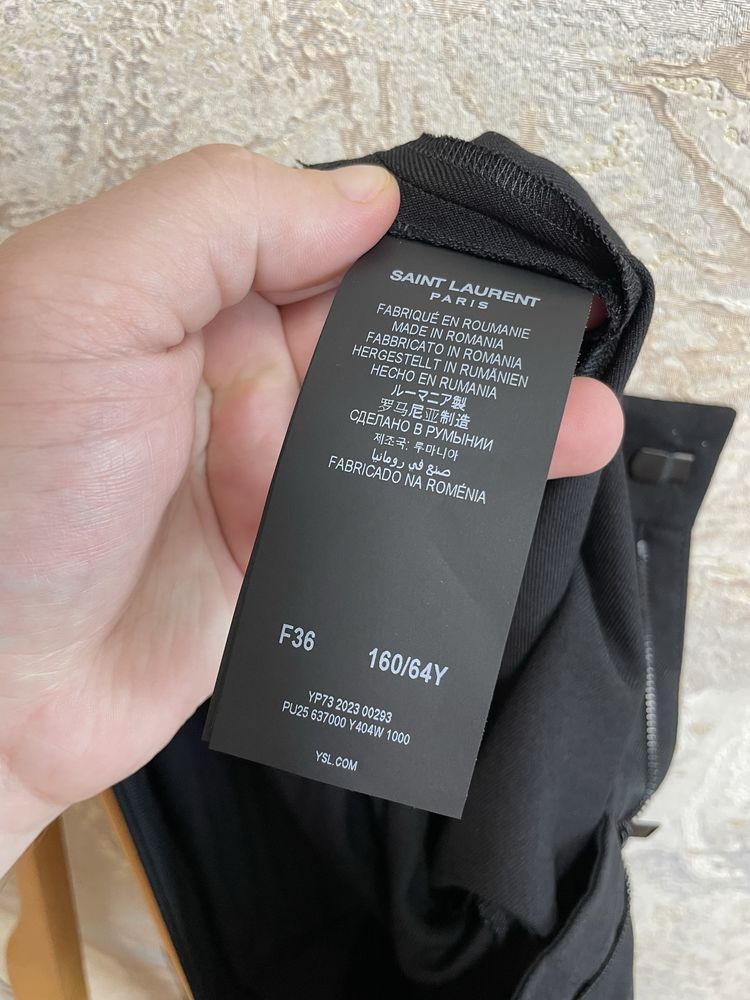 SAINT LAURENT
PARIS
FABRIQUÉ EN ROUMANIE
MADE IN ROMANIA
FABBRICATO IN ROMANIA
HERGESTELLT IN RUMÄNIEN
HECHO EN RUMANIA
ルーマニア製
罗马尼亚制造
СДЕЛАНО В РУМЫНИИ
제조국: 루마니아
صنع في رومانيا
FABRICADO NA ROMÉNIA
F36 160/64Y
YP73 2023 00293
PU25 637000 Y404W 1000
YSL.COM